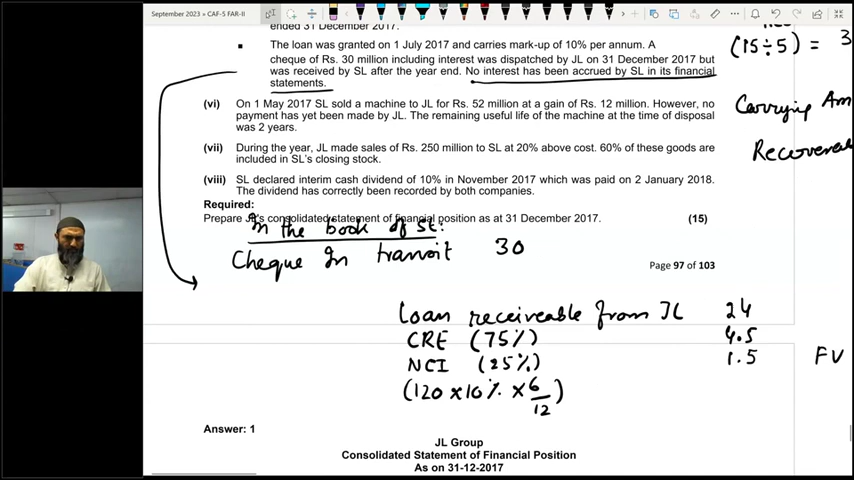 September 2023 » CAF-5 FAR-II
ended 31 December 2017.
The loan was granted on 1 July 2017 and carries mark-up of 10% per annum. A
cheque of Rs. 30 million including interest was dispatched by JL on 31 December 2017 but
was received by SL after the year end. No interest has been accrued by SL in its financial
statements.
(vi) On 1 May 2017 SL sold a machine to JL for Rs. 52 million at a gain of Rs. 12 million. However, no
payment has yet been made by JL. The remaining useful life of the machine at the time of disposal
was 2 years.
(vii) During the year, JL made sales of Rs. 250 million to SL at 20% above cost. 60% of these goods are
included in SL's closing stock.
(viii) SL declared interim cash dividend of 10% in November 2017 which was paid on 2 January 2018.
The dividend has correctly been recorded by both companies.
Required:
Prepare JL's consolidated statement of financial position as at 31 December 2017. (15)
In the book of SL:
Cheque In transit 30
Page 97 of 103
Loan receiveable from JL 24
CRE (75%) 4.5
NCI (25%) 1.5
(120 x 10% x 6/12)
(15÷5) = 3
Carrying Am
Recoverab
FV
Answer: 1
JL Group
Consolidated Statement of Financial Position
As on 31-12-2017